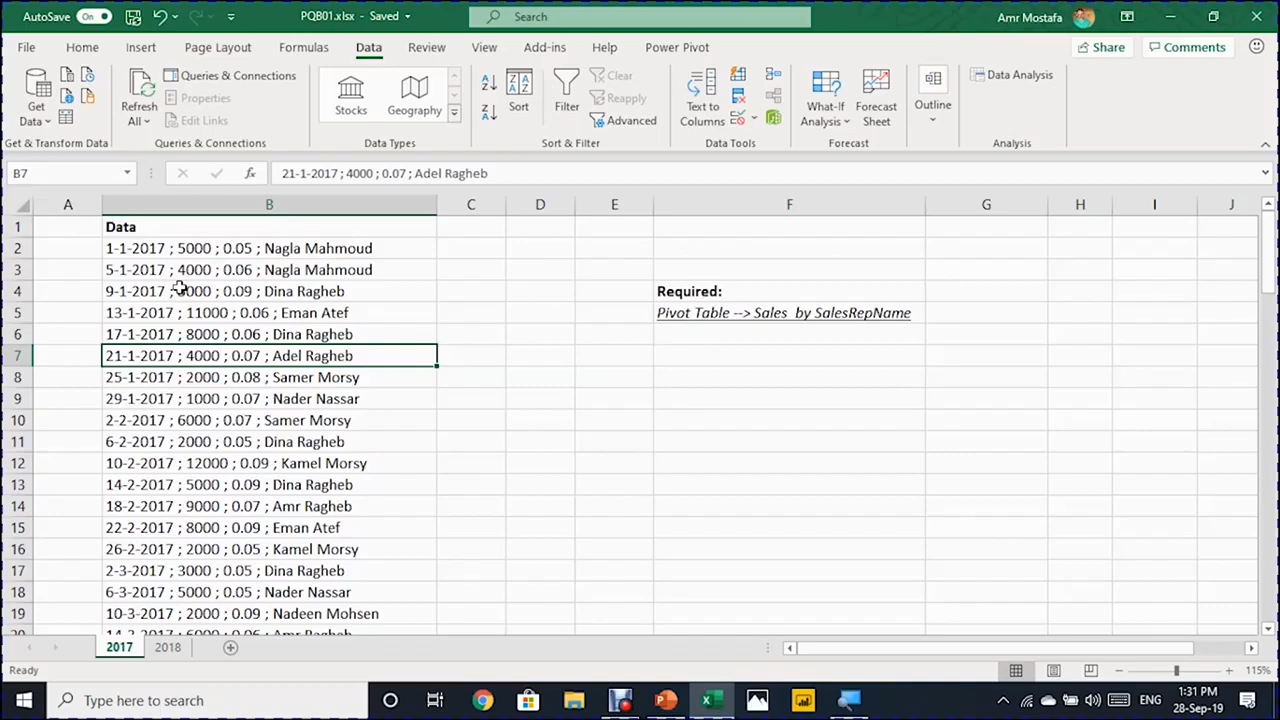 AutoSave On PQB01.xlsx - Saved Search Amr Mostafa
File Home Insert Page Layout Formulas Data Review View Add-ins Help Power Pivot Share Comments
Get Data Refresh All Queries & Connections Properties Edit Links Stocks Geography Sort Filter Clear Reapply Advanced Text to Columns What-If Analysis Forecast Sheet Outline Data Analysis
Get & Transform Data Queries & Connections Data Types Sort & Filter Data Tools Forecast Analysis
B7 fx 21-1-2017 ; 4000 ; 0.07 ; Adel Ragheb
A B C D E F G H I J
1 Data
2 1-1-2017 ; 5000 ; 0.05 ; Nagla Mahmoud
3 5-1-2017 ; 4000 ; 0.06 ; Nagla Mahmoud
4 9-1-2017 ; 000 ; 0.09 ; Dina Ragheb Required:
5 13-1-2017 ; 11000 ; 0.06 ; Eman Atef Pivot Table --> Sales by SalesRepName
6 17-1-2017 ; 8000 ; 0.06 ; Dina Ragheb
7 21-1-2017 ; 4000 ; 0.07 ; Adel Ragheb
8 25-1-2017 ; 2000 ; 0.08 ; Samer Morsy
9 29-1-2017 ; 1000 ; 0.07 ; Nader Nassar
10 2-2-2017 ; 6000 ; 0.07 ; Samer Morsy
11 6-2-2017 ; 2000 ; 0.05 ; Dina Ragheb
12 10-2-2017 ; 12000 ; 0.09 ; Kamel Morsy
13 14-2-2017 ; 5000 ; 0.09 ; Dina Ragheb
14 18-2-2017 ; 9000 ; 0.07 ; Amr Ragheb
15 22-2-2017 ; 8000 ; 0.09 ; Eman Atef
16 26-2-2017 ; 2000 ; 0.05 ; Kamel Morsy
17 2-3-2017 ; 3000 ; 0.05 ; Dina Ragheb
18 6-3-2017 ; 5000 ; 0.05 ; Nader Nassar
19 10-3-2017 ; 2000 ; 0.09 ; Nadeen Mohsen
20 14-3-2017 ; 6000 ; 0.06 ; Amr Ragheb
2017 2018
Ready 115%
Type here to search ENG 1:31 PM
28-Sep-19